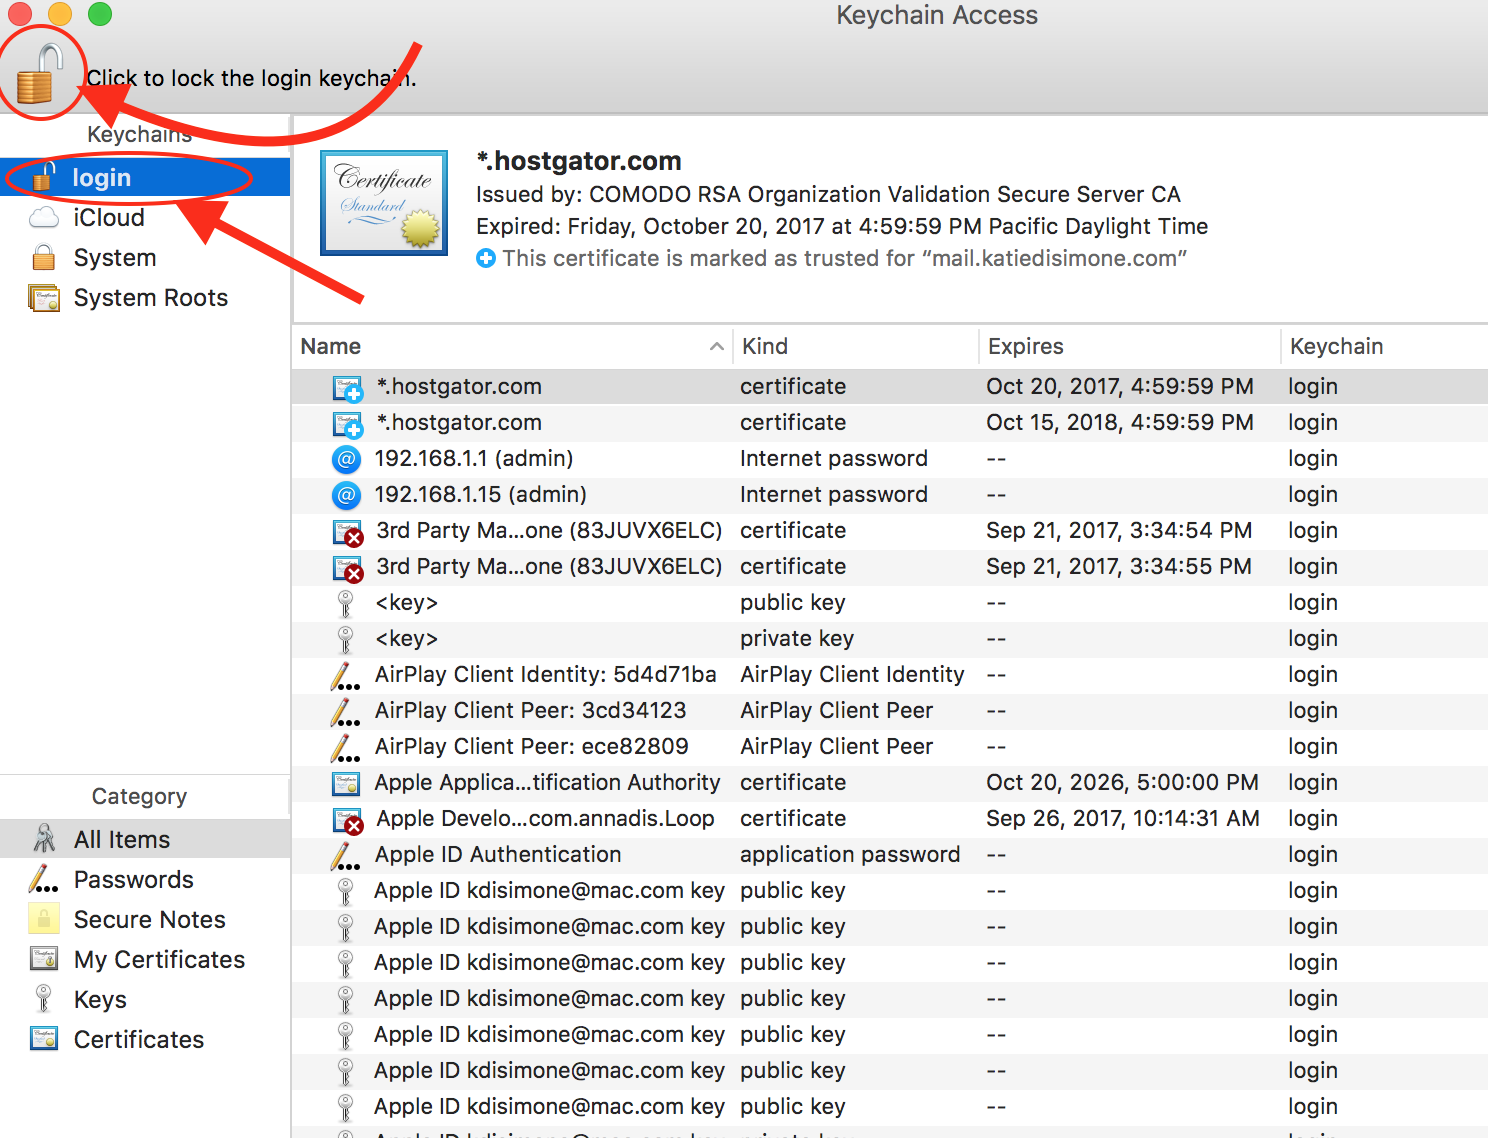 Keychain Access
Click to lock the login keychain.
Keychains
login
iCloud
System
System Roots
Certificate
Standard
*.hostgator.com
Issued by: COMODO RSA Organization Validation Secure Server CA
Expired: Friday, October 20, 2017 at 4:59:59 PM Pacific Daylight Time
This certificate is marked as trusted for “mail.katiedisimone.com”
Name Kind Expires Keychain
*.hostgator.com certificate Oct 20, 2017, 4:59:59 PM login
*.hostgator.com certificate Oct 15, 2018, 4:59:59 PM login
192.168.1.1 (admin) Internet password -- login
192.168.1.15 (admin) Internet password -- login
3rd Party Ma...one (83JUVX6ELC) certificate Sep 21, 2017, 3:34:54 PM login
3rd Party Ma...one (83JUVX6ELC) certificate Sep 21, 2017, 3:34:55 PM login
<key> public key -- login
<key> private key -- login
AirPlay Client Identity: 5d4d71ba AirPlay Client Identity -- login
AirPlay Client Peer: 3cd34123 AirPlay Client Peer -- login
AirPlay Client Peer: ece82809 AirPlay Client Peer -- login
Apple Applica...tification Authority certificate Oct 20, 2026, 5:00:00 PM login
Apple Develo...com.annadis.Loop certificate Sep 26, 2017, 10:14:31 AM login
Apple ID Authentication application password -- login
Apple ID kdisimone@mac.com key public key -- login
Apple ID kdisimone@mac.com key public key -- login
Apple ID kdisimone@mac.com key public key -- login
Apple ID kdisimone@mac.com key public key -- login
Apple ID kdisimone@mac.com key public key -- login
Apple ID kdisimone@mac.com key public key -- login
Apple ID kdisimone@mac.com key public key -- login
Category
All Items
Passwords
Secure Notes
My Certificates
Keys
Certificates